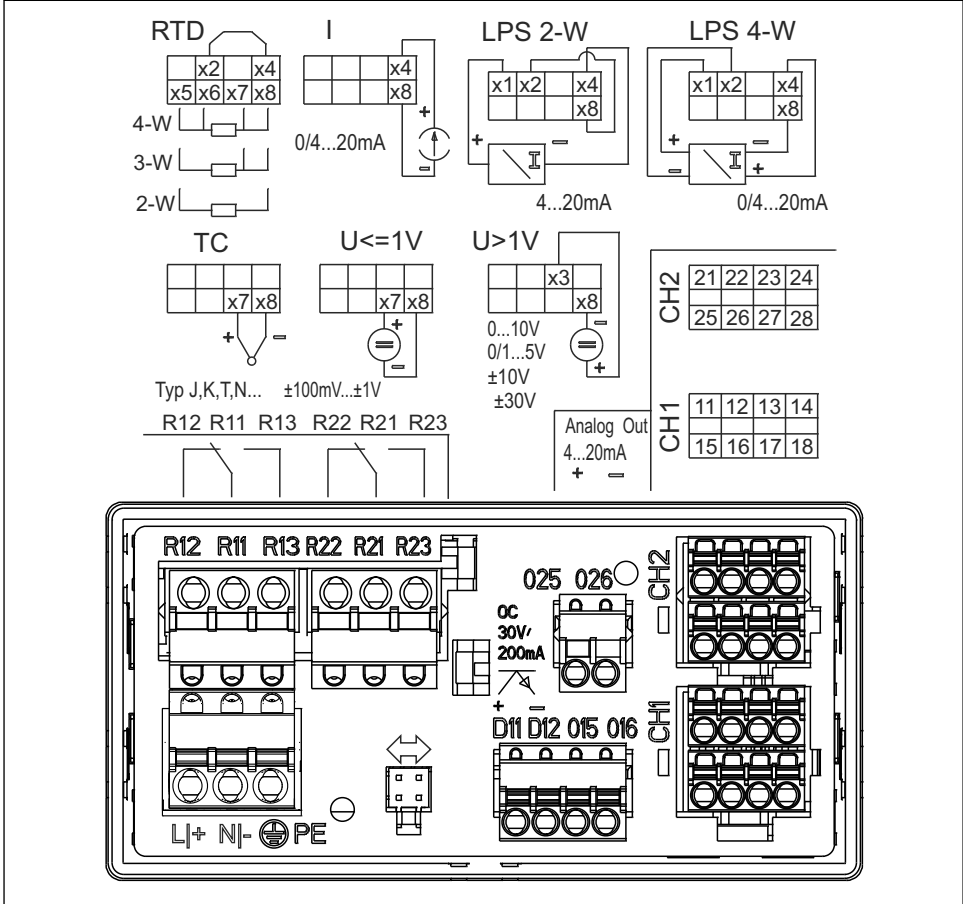 RTD I LPS 2-W LPS 4-W
x2 x4
x5 x6 x7 x8
4-W
3-W
2-W
x4
x8
+
-
0/4...20mA
x1 x2 x4
x8
+ -
I
4...20mA
x1 x2 x4
x8
- -
+
I
0/4...20mA
TC U<=1V U>1V
x7 x8
+ -
Typ J,K,T,N...
x7 x8
+
=
-
±100mV...±1V
x3
x8
0...10V
0/1...5V
±10V
±30V
-
=
+
CH2
21 22 23 24
25 26 27 28
CH1
11 12 13 14
15 16 17 18
R12 R11 R13 R22 R21 R23
Analog Out
4...20mA
+ -
R12 R11 R13 R22 R21 R23
O25 O26
CH2
OC
30V
200mA
+ -
D11 D12 O15 O16
CH1
L|+ N|- PE